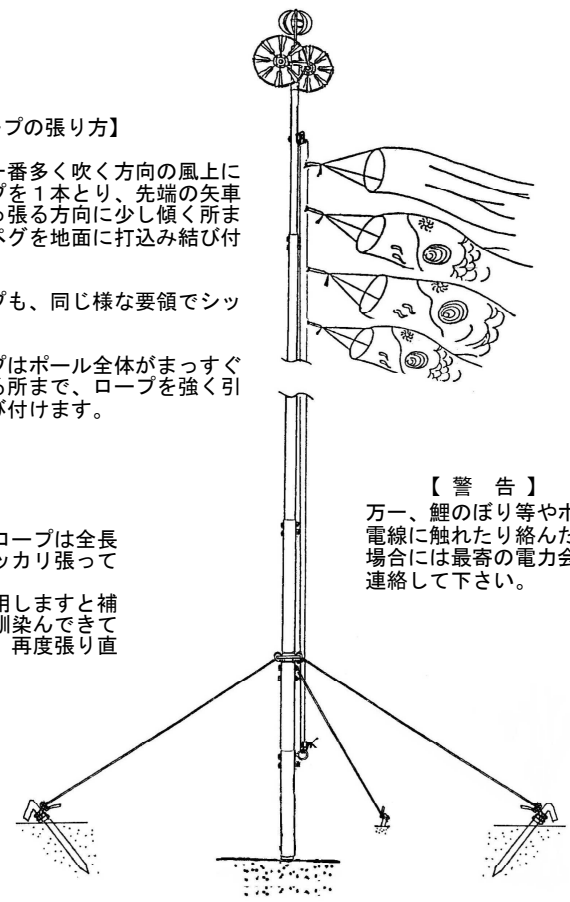 プの張り方】
一番多く吹く方向の風上に
プを１本とり、先端の矢車
っ張る方向に少し傾く所ま
ペグを地面に打込み結び付
プも、同じ様な要領でシッ
プはポール全体がまっすぐ
る所まで、ロープを強く引
び付けます。
ロープは全長
ッカリ張って
用しますと補
馴染んできて
再度張り直
【 警　告 】
万一、鯉のぼり等やポ
電線に触れたり絡んだ
場合には最寄の電力会
連絡して下さい。